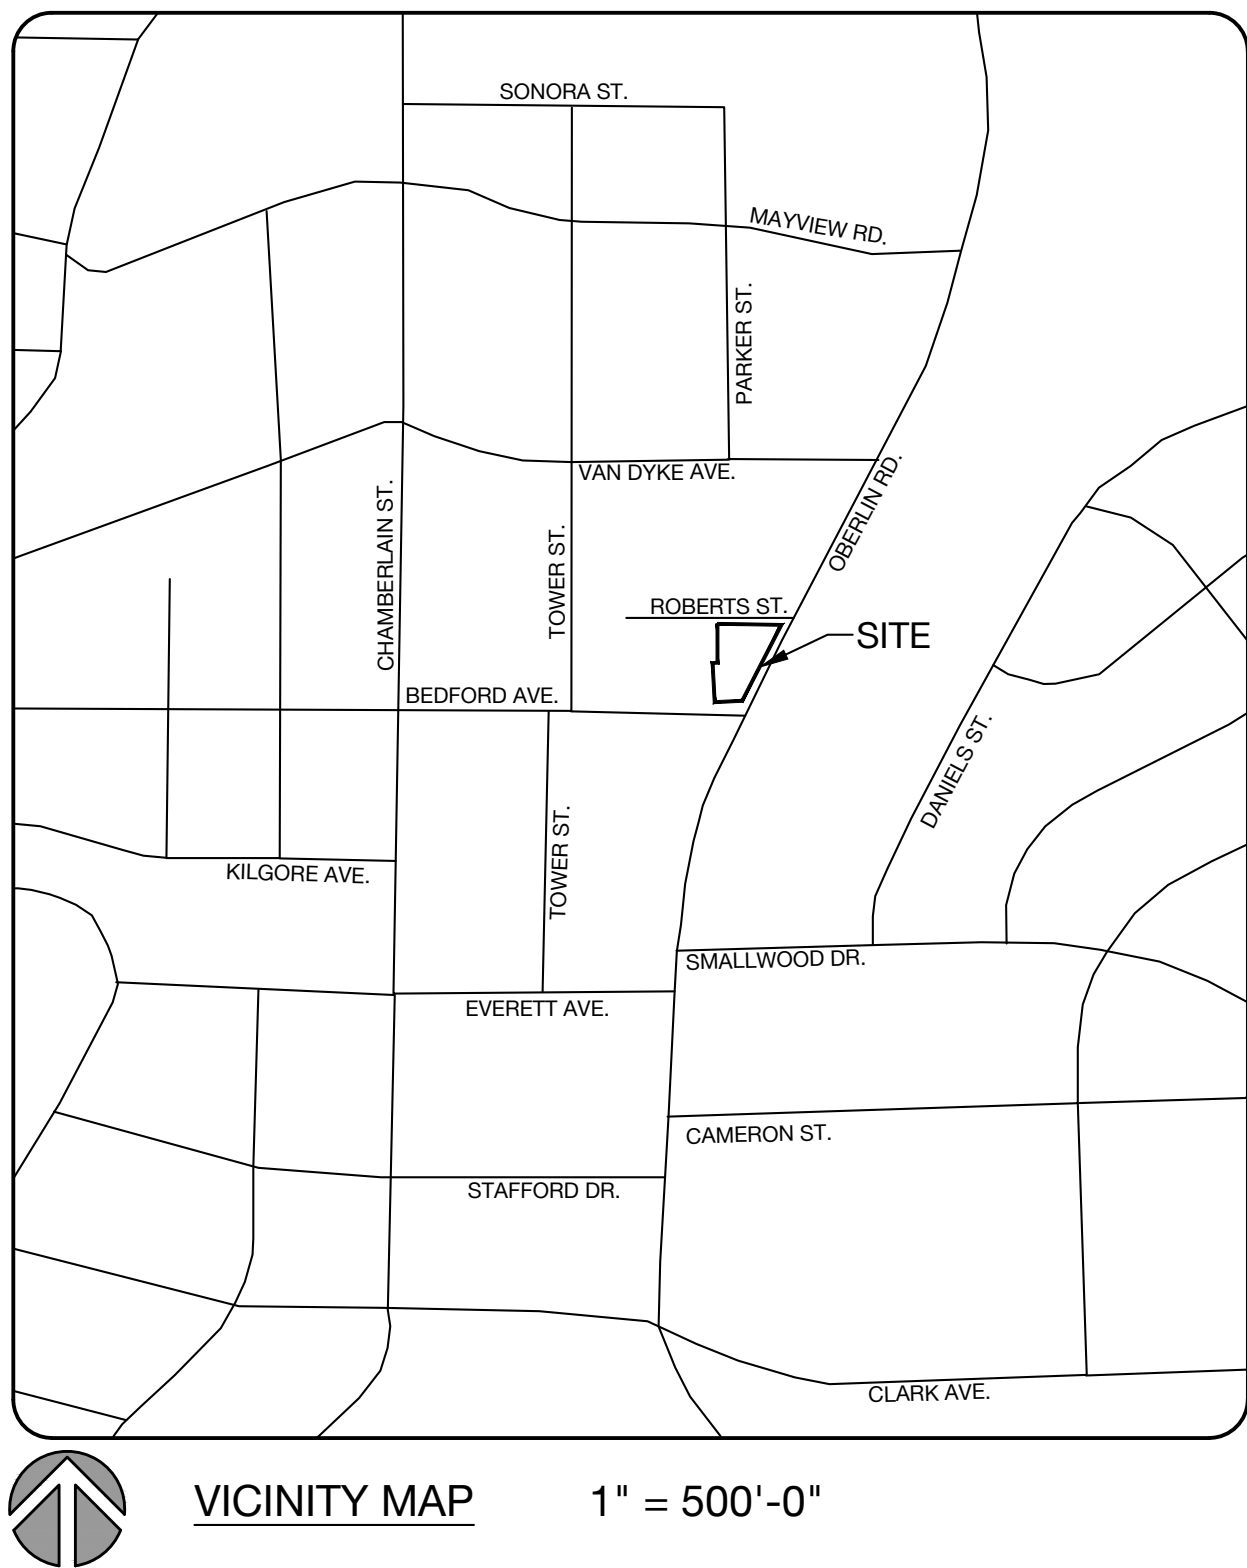 SONORA ST.
MAYVIEW RD.
PARKER ST.
VAN DYKE AVE.
OBERLIN RD.
CHAMBERLAIN ST.
TOWER ST.
ROBERTS ST.
SITE
BEDFORD AVE.
DANIELS ST.
TOWER ST.
KILGORE AVE.
SMALLWOOD DR.
EVERETT AVE.
CAMERON ST.
STAFFORD DR.
CLARK AVE.
VICINITY MAP
1" = 500'-0"